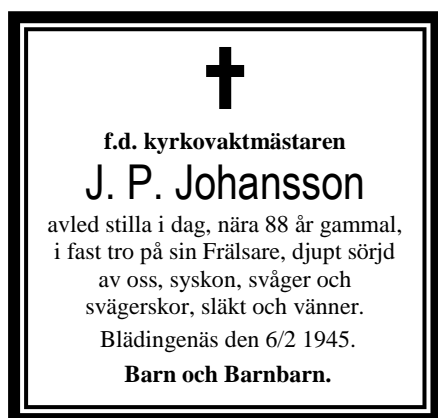 f.d. kyrkovaktmästaren
J. P. Johansson
avled stilla i dag, nära 88 år gammal,
i fast tro på sin Frälsare, djupt sörjd
av oss, syskon, svåger och
svägerskor, släkt och vänner.
Blädingenäs den 6/2 1945.
Barn och Barnbarn.